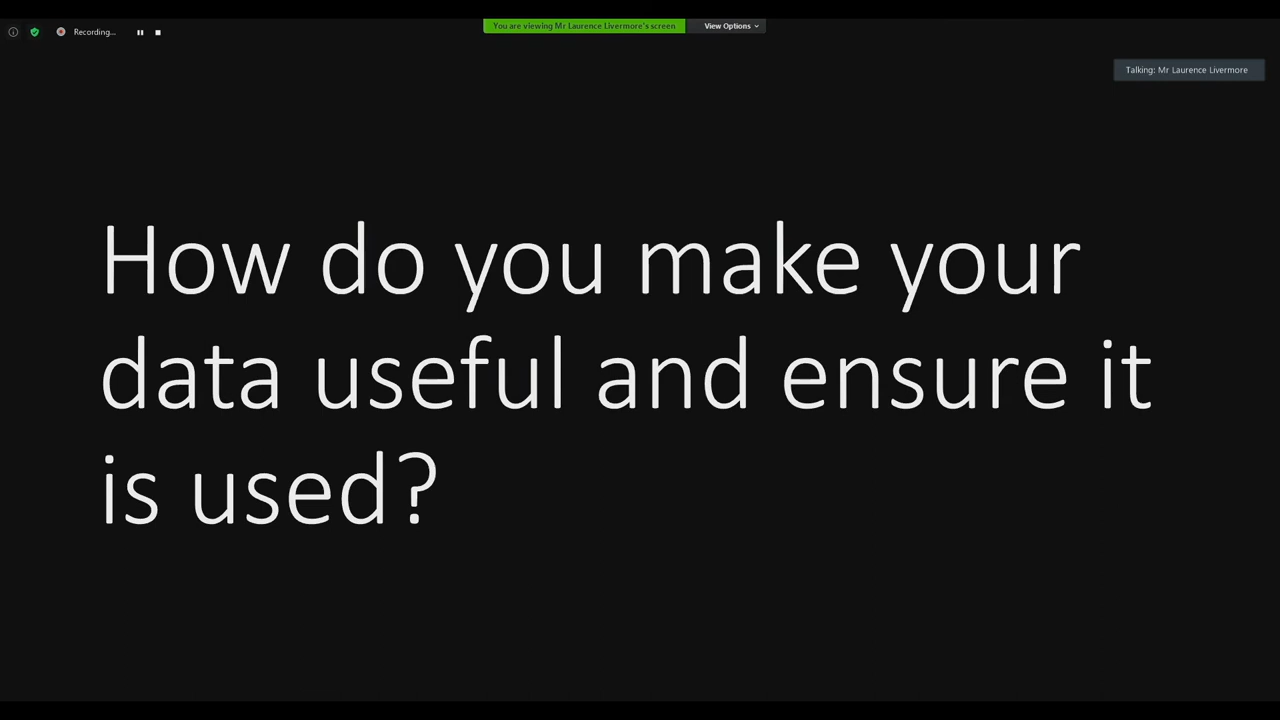 You are viewing Mr Laurence Livermore's screen View Options
Recording...
Talking: Mr Laurence Livermore
How do you make your
data useful and ensure it
is used?